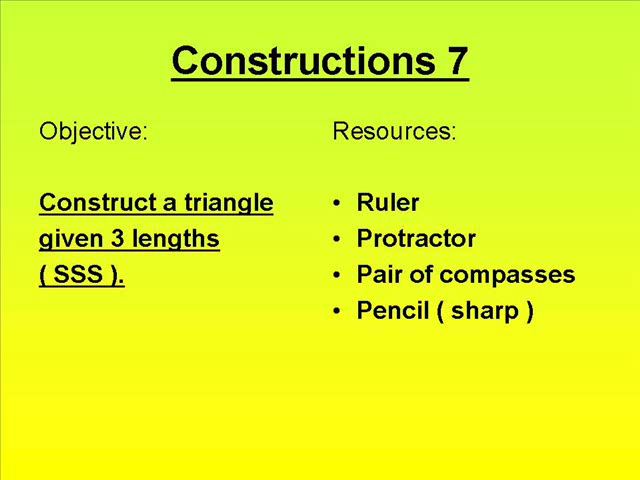 Constructions 7
Objective:
Construct a triangle
given 3 lengths
( SSS ).
Resources:
• Ruler
• Protractor
• Pair of compasses
• Pencil ( sharp )